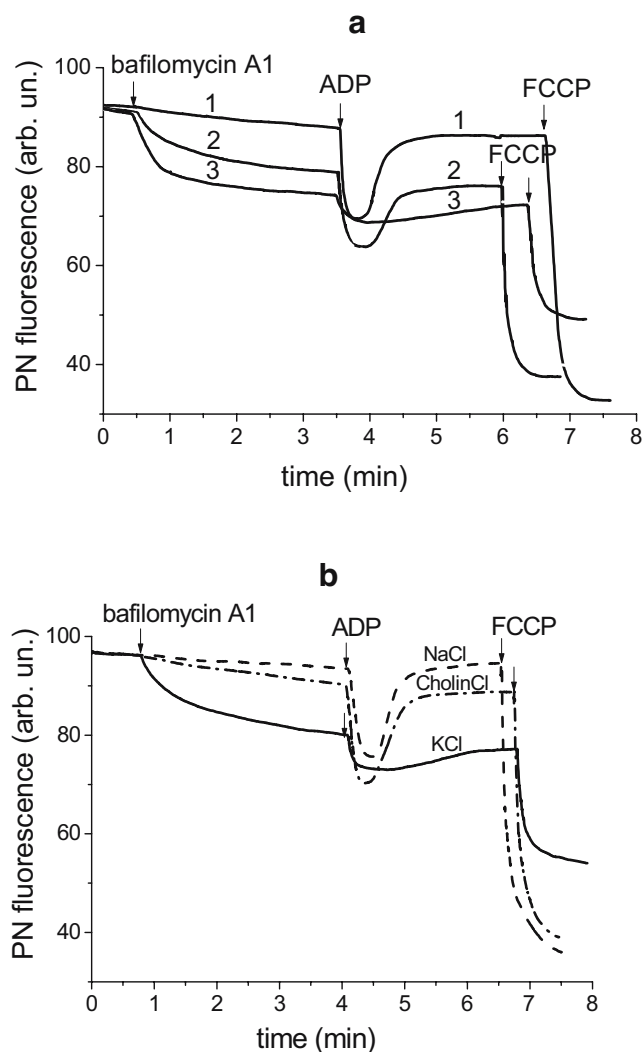 a
bafilomycin A1
ADP
FCCP
1
1
2
FCCP
2
3
3
100
80
60
40
PN fluorescence (arb. un.)
0 1 2 3 4 5 6 7 8
time (min)
b
bafilomycin A1
ADP
FCCP
NaCl
CholinCl
KCl
100
80
60
40
PN fluorescence (arb. un.)
0 1 2 3 4 5 6 7 8
time (min)